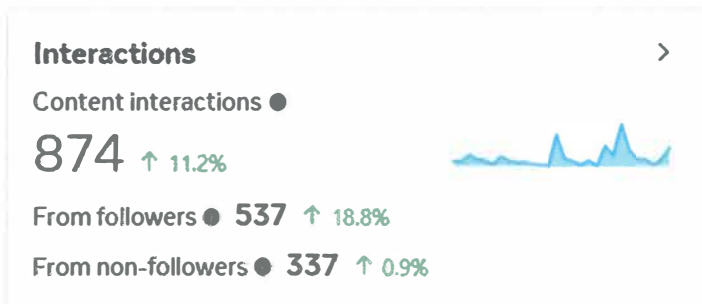 Interactions
Content interactions
874 ↑ 11.2%
From followers 537 ↑ 18.8%
From non-followers 337 ↑ 0.9%